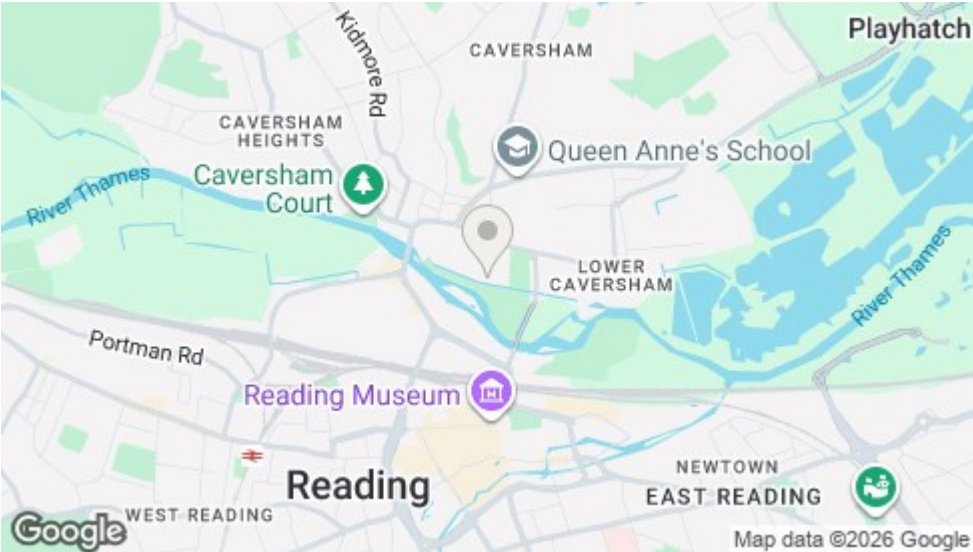 Playhatch
Kidmore Rd
CAVERSHAM
CAVERSHAM
HEIGHTS
Queen Anne's School
Caversham
Court
River Thames
LOWER
CAVERSHAM
River Thames
Portman Rd
Reading Museum
Reading
NEWTOWN
EAST READING
WEST READING
Google
Map data ©2026 Google